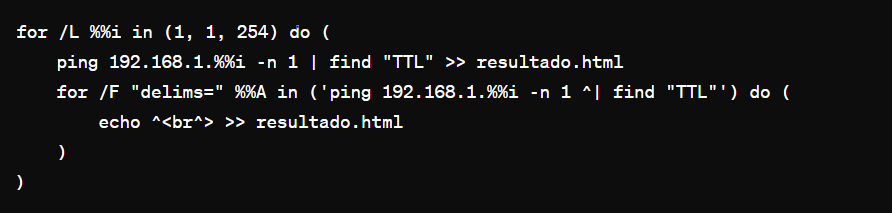 for /L %%i in (1, 1, 254) do (
    ping 192.168.1.%%i -n 1 | find "TTL" >> resultado.html
    for /F "delims=" %%A in ('ping 192.168.1.%%i -n 1 ^| find "TTL"') do (
        echo ^<br^> >> resultado.html
    )
)